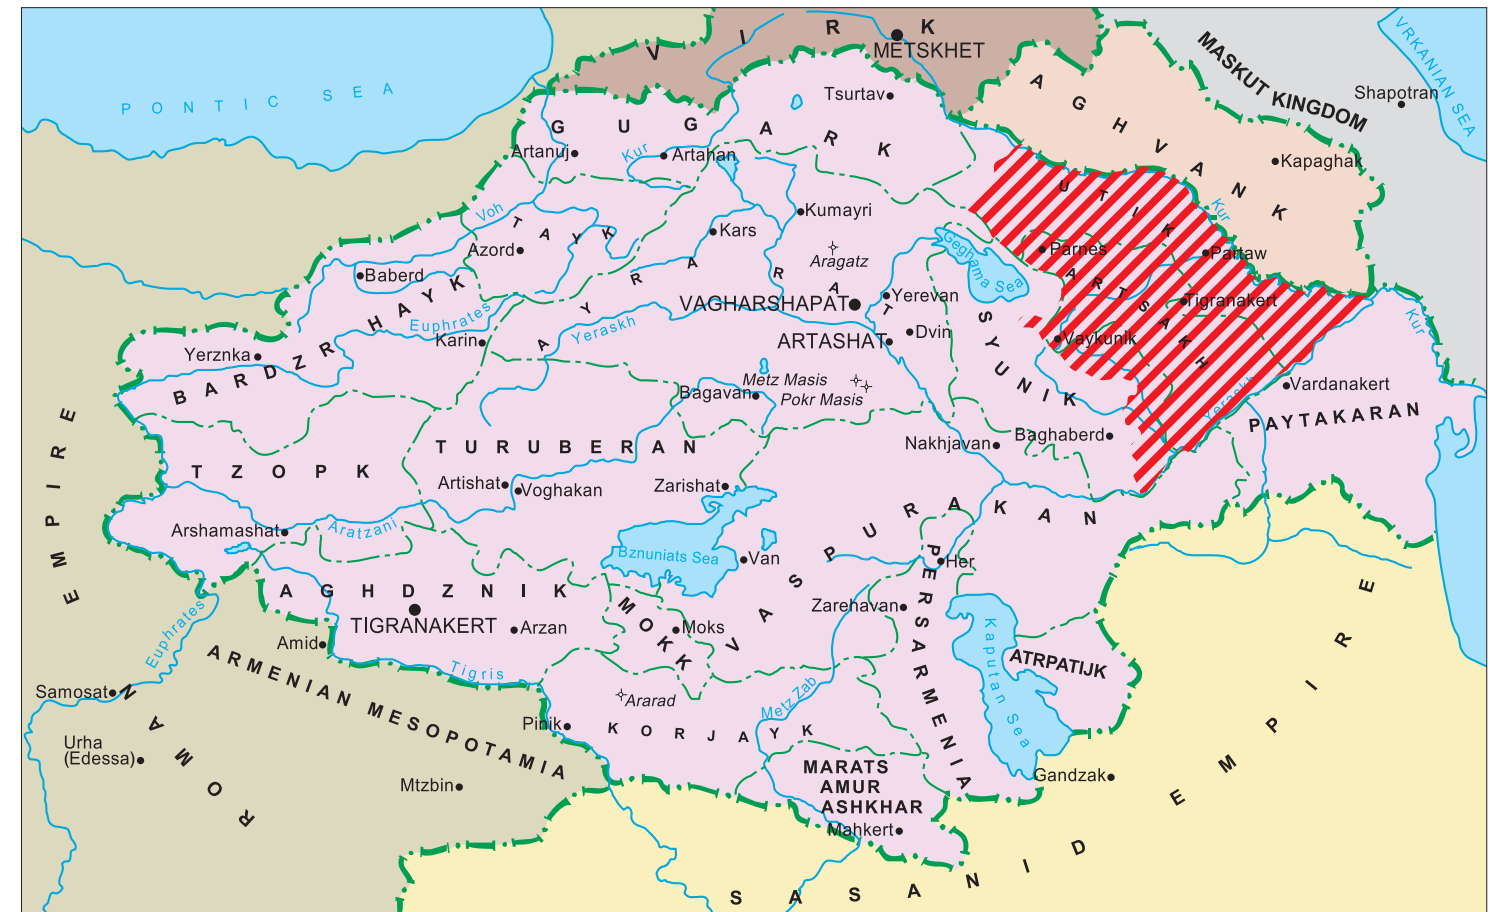 VIRK
METSKHET
MASKUT KINGDOM
VRKANIAN SEA
Shapotran
PONTIC SEA
Tsurtav
AGHVANK
GUGARK
Artanuj
Kur
Artahan
Kapaghak
UTIK
Kur
Voh
TAYK
Kumayri
Kars
Azord
Aragatz
Geghama Sea
Parnes
Partaw
Baberd
AYRARAT
ARTSAKH
BARDZR HAYK
Euphrates
VAGHARSHAPAT
Yerevan
Tigranakert
Yeraskh
Karin
Dvin
ARTASHAT
SYUNIK
Vaykunik
Kur
Yerznka
Metz Masis
Pokr Masis
Bagavan
Yeraskh
Vardanakert
PAYTAKARAN
TURUBERAN
Nakhjavan
Baghaberd
TZOPK
Artishat
Voghakan
Zarishat
Arshamashat
Aratzani
VASPURAKAN
Bznuniats Sea
Van
Her
AGHDZNIK
TIGRANAKERT
Arzan
MOKK
Moks
Zarehavan
PERSARMENIA
Kaputan Sea
ATRPATIJK
Euphrates
Amid
ARMENIAN MESOPOTAMIA
Tigris
Samosat
Ararad
Metz Zab
Pinik
KORJAYK
Urha
(Edessa)
Mtzbin
MARATS
AMUR
ASHKHAR
Mahkert
Gandzak
ROMAN EMPIRE
SASANID EMPIRE